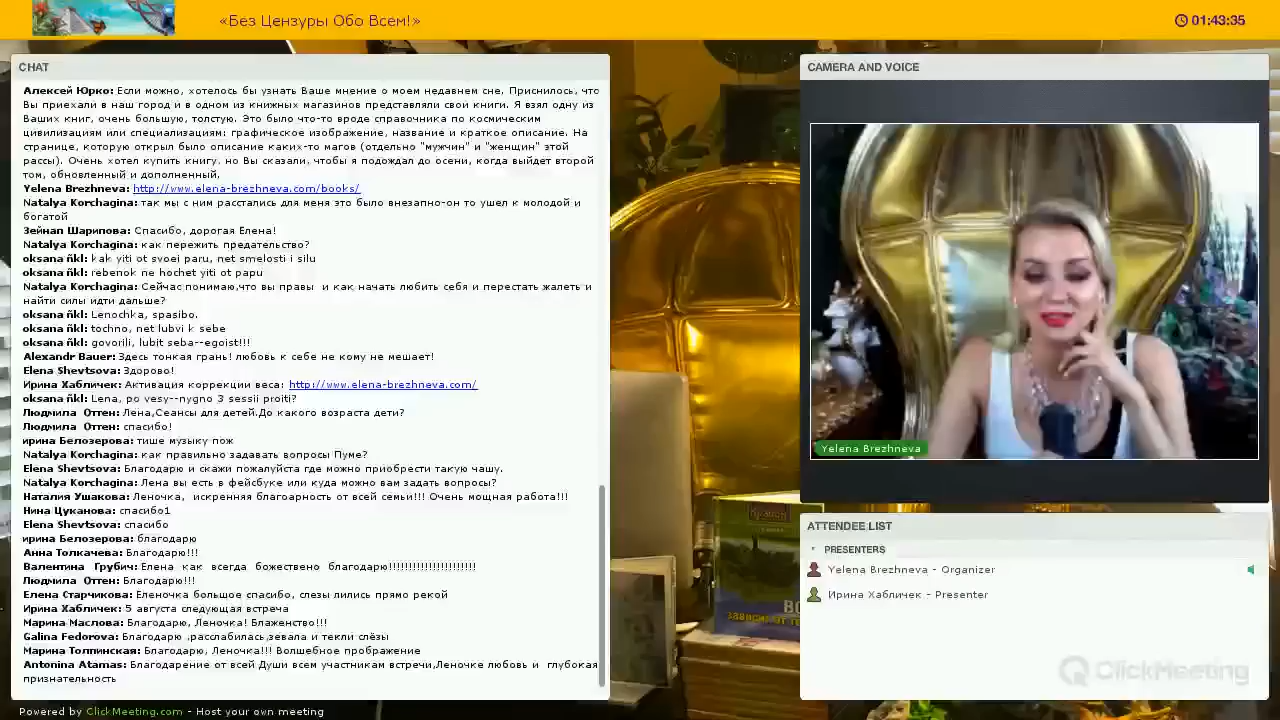 «Без Цензуры Обо Всем!»
01:43:35
CHAT
Алексей Юрко: Если можно, хотелось бы узнать Ваше мнение о моем недавнем сне. Приснилось, что
Вы приехали в наш город и в одном из книжных магазинов представляли свои книги. Я взял одну из
Ваших книг, очень большую, толстую. Это было что-то вроде справочника по космическим
цивилизациям или специализациям: графическое изображение, название и краткое описание. На
странице, которую открыл было описание каких-то магов (отдельно "мужчин" и "женщин" этой
рассы). Очень хотел купить книгу, но Вы сказали, чтобы я подождал до осени, когда выйдет второй
том, обновленный и дополненный,
Yelena Brezhneva: http://www.elena-brezhneva.com/books/
Natalya Korchagina: так мы с ним расстались для меня это было внезапно-он то ушел к молодой и
богатой
Зейнап Шарипова: Спасибо, дорогая Елена!
Natalya Korchagina: как пережить предательство?
oksana ñkl: kak yiti ot svoei paru, net smelosti i silu
oksana ñkl: rebenok ne hochet yiti ot papu
Natalya Korchagina: Сейчас понимаю,что вы правы и как начать любить себя и перестать жалеть и
найти силы идти дальше?
oksana ñkl: Lenochka, spasibo.
oksana ñkl: tochno, net lubvi k sebe
oksana ñkl: govorili, lubit seba--egoist!!!
Alexandr Bauer: Здесь тонкая грань! любовь к себе не кому не мешает!
Elena Shevtsova: Здорово!
Ирина Хабличек: Активация коррекции веса: http://www.elena-brezhneva.com/
oksana ñkl: Lena, po vesy--nygno 3 sessii proiti?
Людмила Оттен: Лена,Сеансы для детей.До какого возраста дети?
Людмила Оттен: спасибо!
ирина Белозерова: тише музыку пож
Natalya Korchagina: как правильно задавать вопросы Пуме?
Elena Shevtsova: Благодарю и скажи пожалуйста где можно приобрести такую чашу.
Natalya Korchagina: Лена вы есть в фейсбуке или куда можно вам задать вопросы?
Наталия Ушакова: Леночка, искренняя благоарность от всей семьи!!! Очень мощная работа!!!
Нина Цуканова: спасибо1
Elena Shevtsova: спасибо
ирина Белозерова: благодарю
Анна Толкачева: Благодарю!!!
Валентина Грубич: Елена как всегда божествено благодарю!!!!!!!!!!!!!!!!!!!!!!
Людмила Оттен: Благодарю!!!
Елена Старчикова: Еленочка большое спасибо, слезы лились прямо рекой
Ирина Хабличек: 5 августа следующая встреча
Марина Маслова: Благодарю, Леночка! Блаженство!!!
Galina Fedorova: Благодарю ,расслабилась,зевала и текли слёзы
Марина Толпинская: Благодарю, Леночка!!! Волшебное прображение
Antonina Atamas: Благодарение от всей Души всем участникам встречи,Леночке любовь и глубокая
признательность
CAMERA AND VOICE
Yelena Brezhneva
ATTENDEE LIST
PRESENTERS
Yelena Brezhneva - Organizer
Ирина Хабличек - Presenter
ClickMeeting
Powered by ClickMeeting.com - Host your own meeting